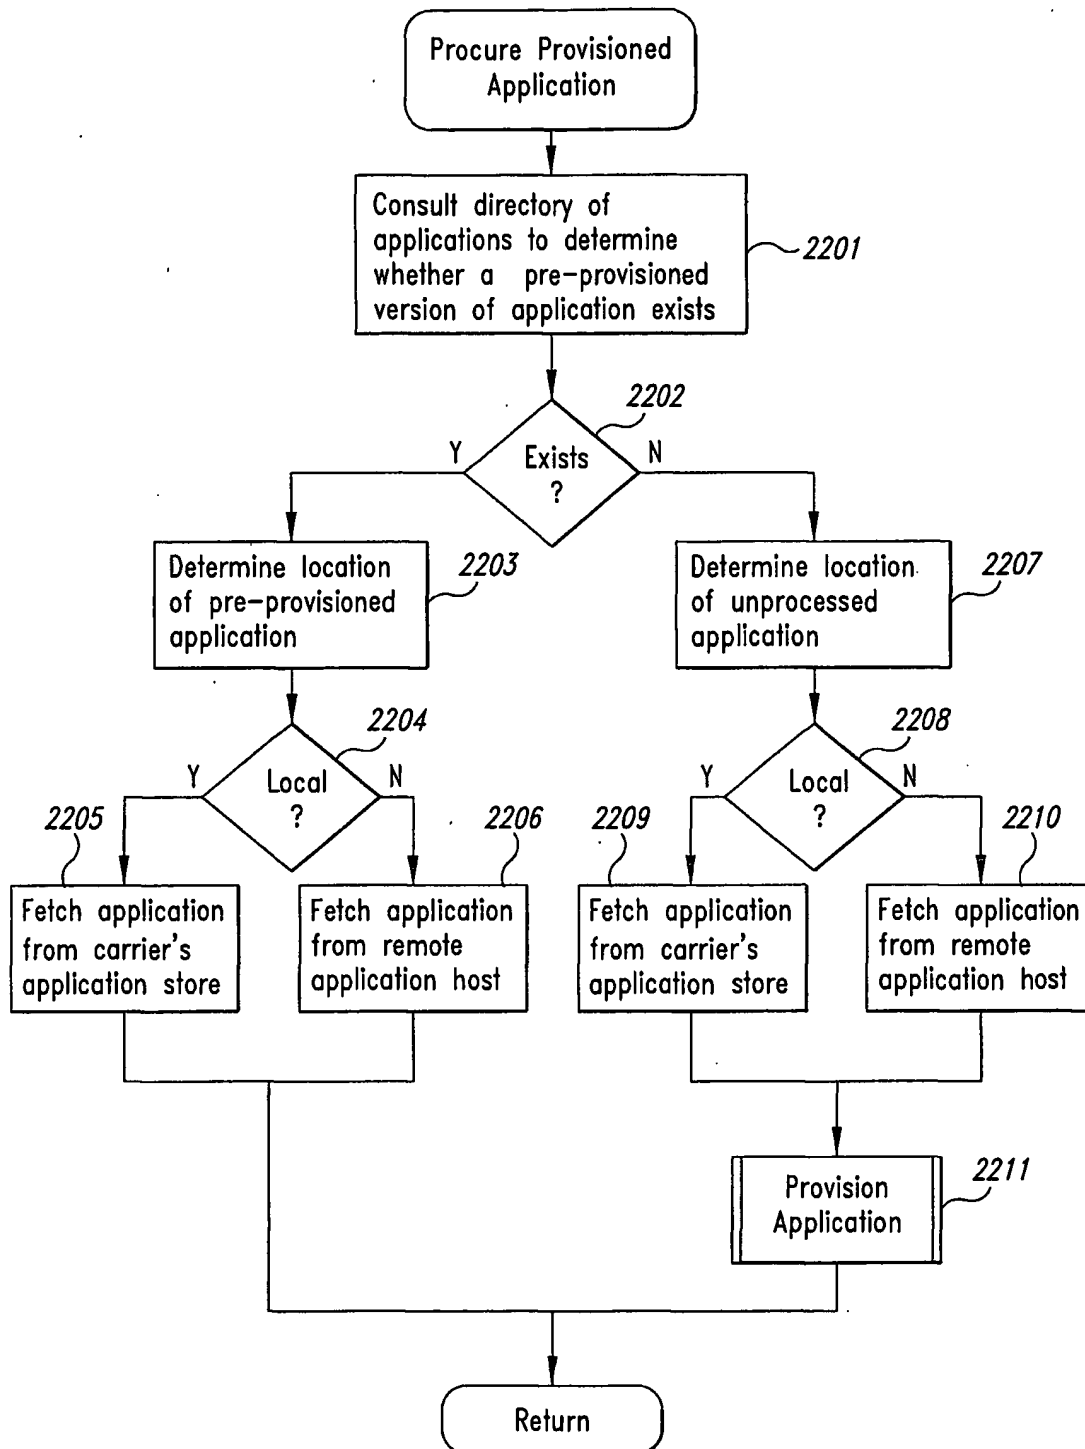 Procure Provisioned
Application
Consult directory of
applications to determine
whether a pre-provisioned
version of application exists
2201
2202
Y
Exists
?
N
Determine location
of pre-provisioned
application
2203
Determine location
of unprocessed
application
2207
2204
Y
Local
?
N
2208
Y
Local
?
N
2205
2206
2209
2210
Fetch application
from carrier's
application store
Fetch application
from remote
application host
Fetch application
from carrier's
application store
Fetch application
from remote
application host
Provision
Application
2211
Return